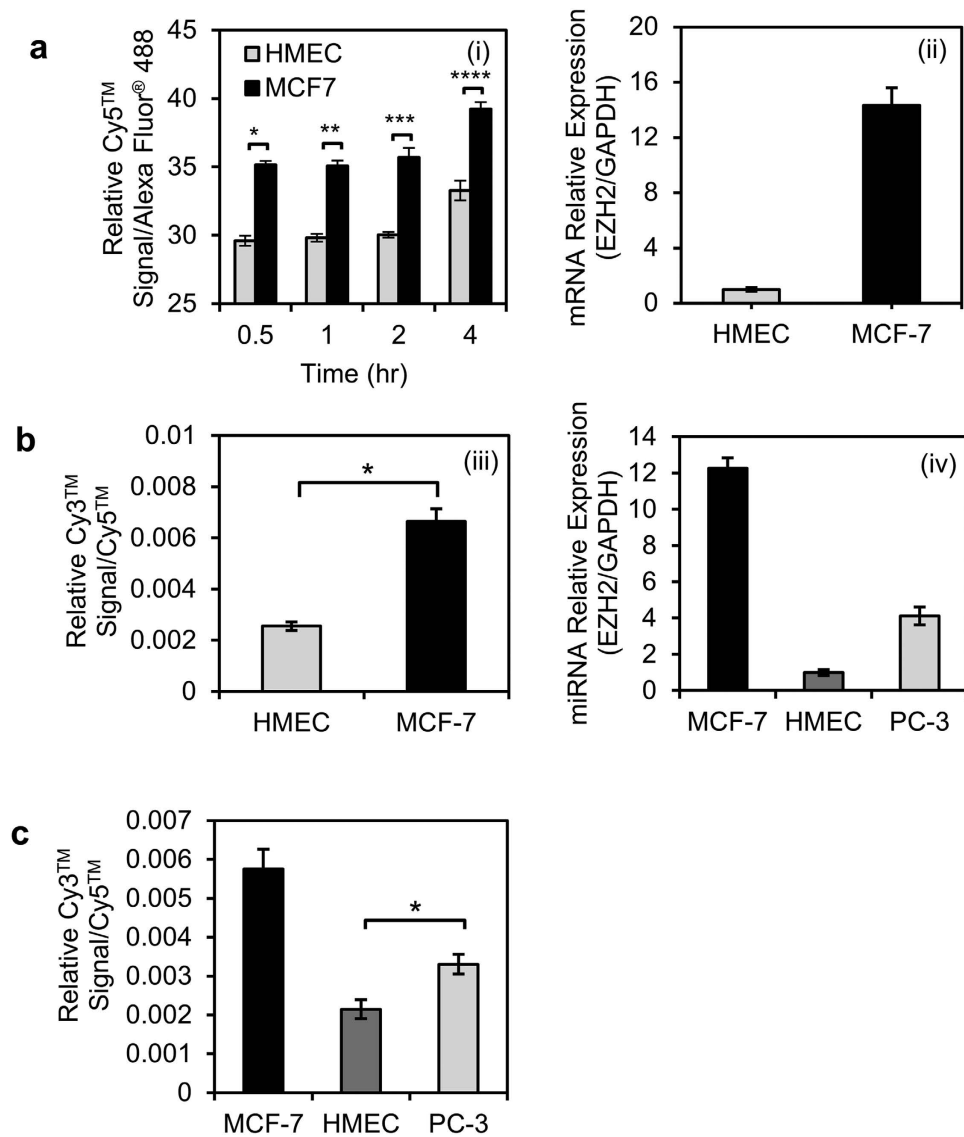 a
Relative Cy5™
Signal/Alexa Fluor® 488
45
40
35
30
25
HMEC
MCF7
(i)
*
**
***
****
0.5 1 2 4
Time (hr)
mRNA Relative Expression
(EZH2/GAPDH)
20
16
12
8
4
0
(ii)
HMEC MCF-7
b
Relative Cy3™
Signal/Cy5™
0.01
0.008
0.006
0.004
0.002
0
(iii)
*
HMEC MCF-7
miRNA Relative Expression
(EZH2/GAPDH)
14
12
10
8
6
4
2
0
(iv)
MCF-7 HMEC PC-3
c
Relative Cy3™
Signal/Cy5™
0.007
0.006
0.005
0.004
0.003
0.002
0.001
0
*
MCF-7 HMEC PC-3